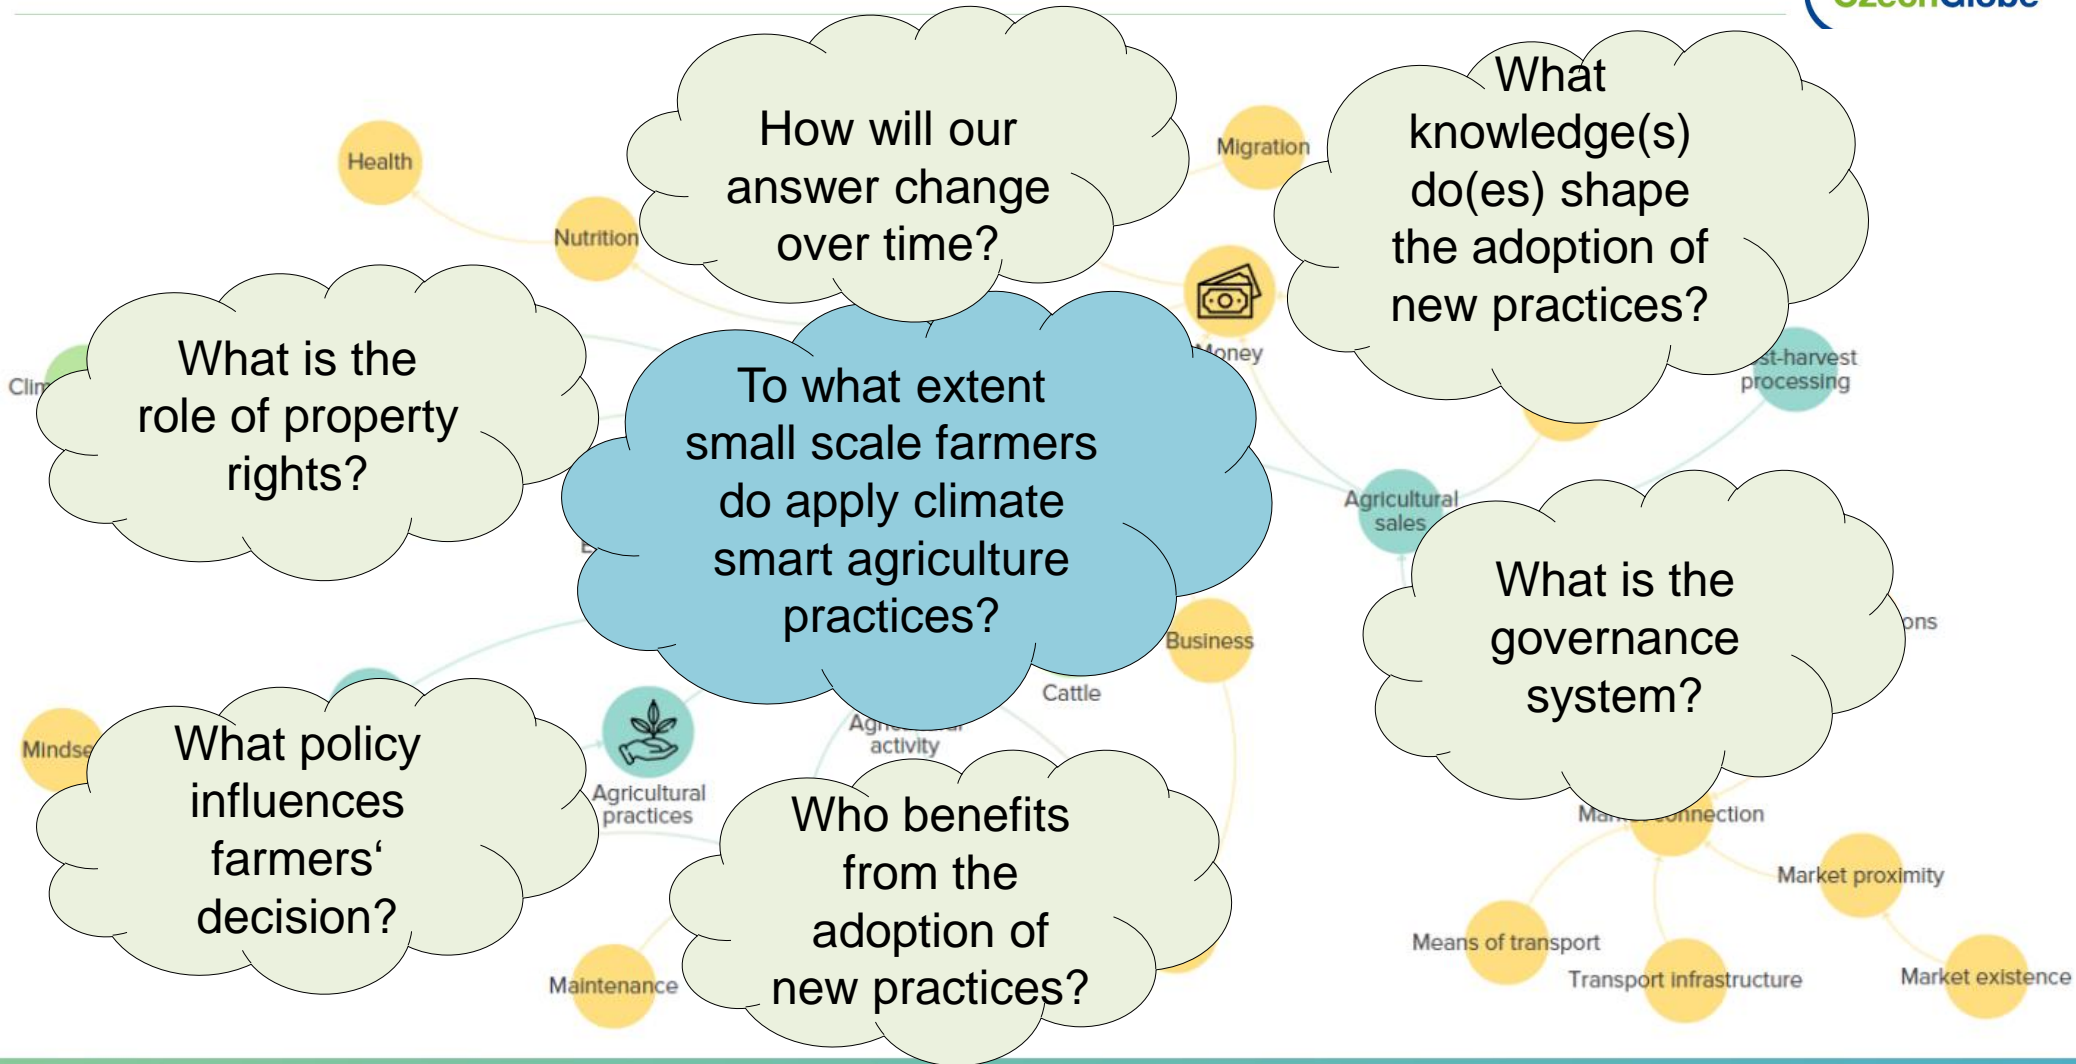 CzechGlobe
How will our
answer change
over time?
What
knowledge(s)
do(es) shape
the adoption of
new practices?
Health
Migration
Nutrition
Money
What is the
role of property
rights?
To what extent
small scale farmers
do apply climate
smart agriculture
practices?
processing
Agricultural
sales
What is the
governance
system?
Business
Cattle
activity
What policy
influences
farmers‘
decision?
Agricultural
practices
Who benefits
from the
adoption of
new practices?
Market proximity
Means of transport
Transport infrastructure
Market existence
Maintenance